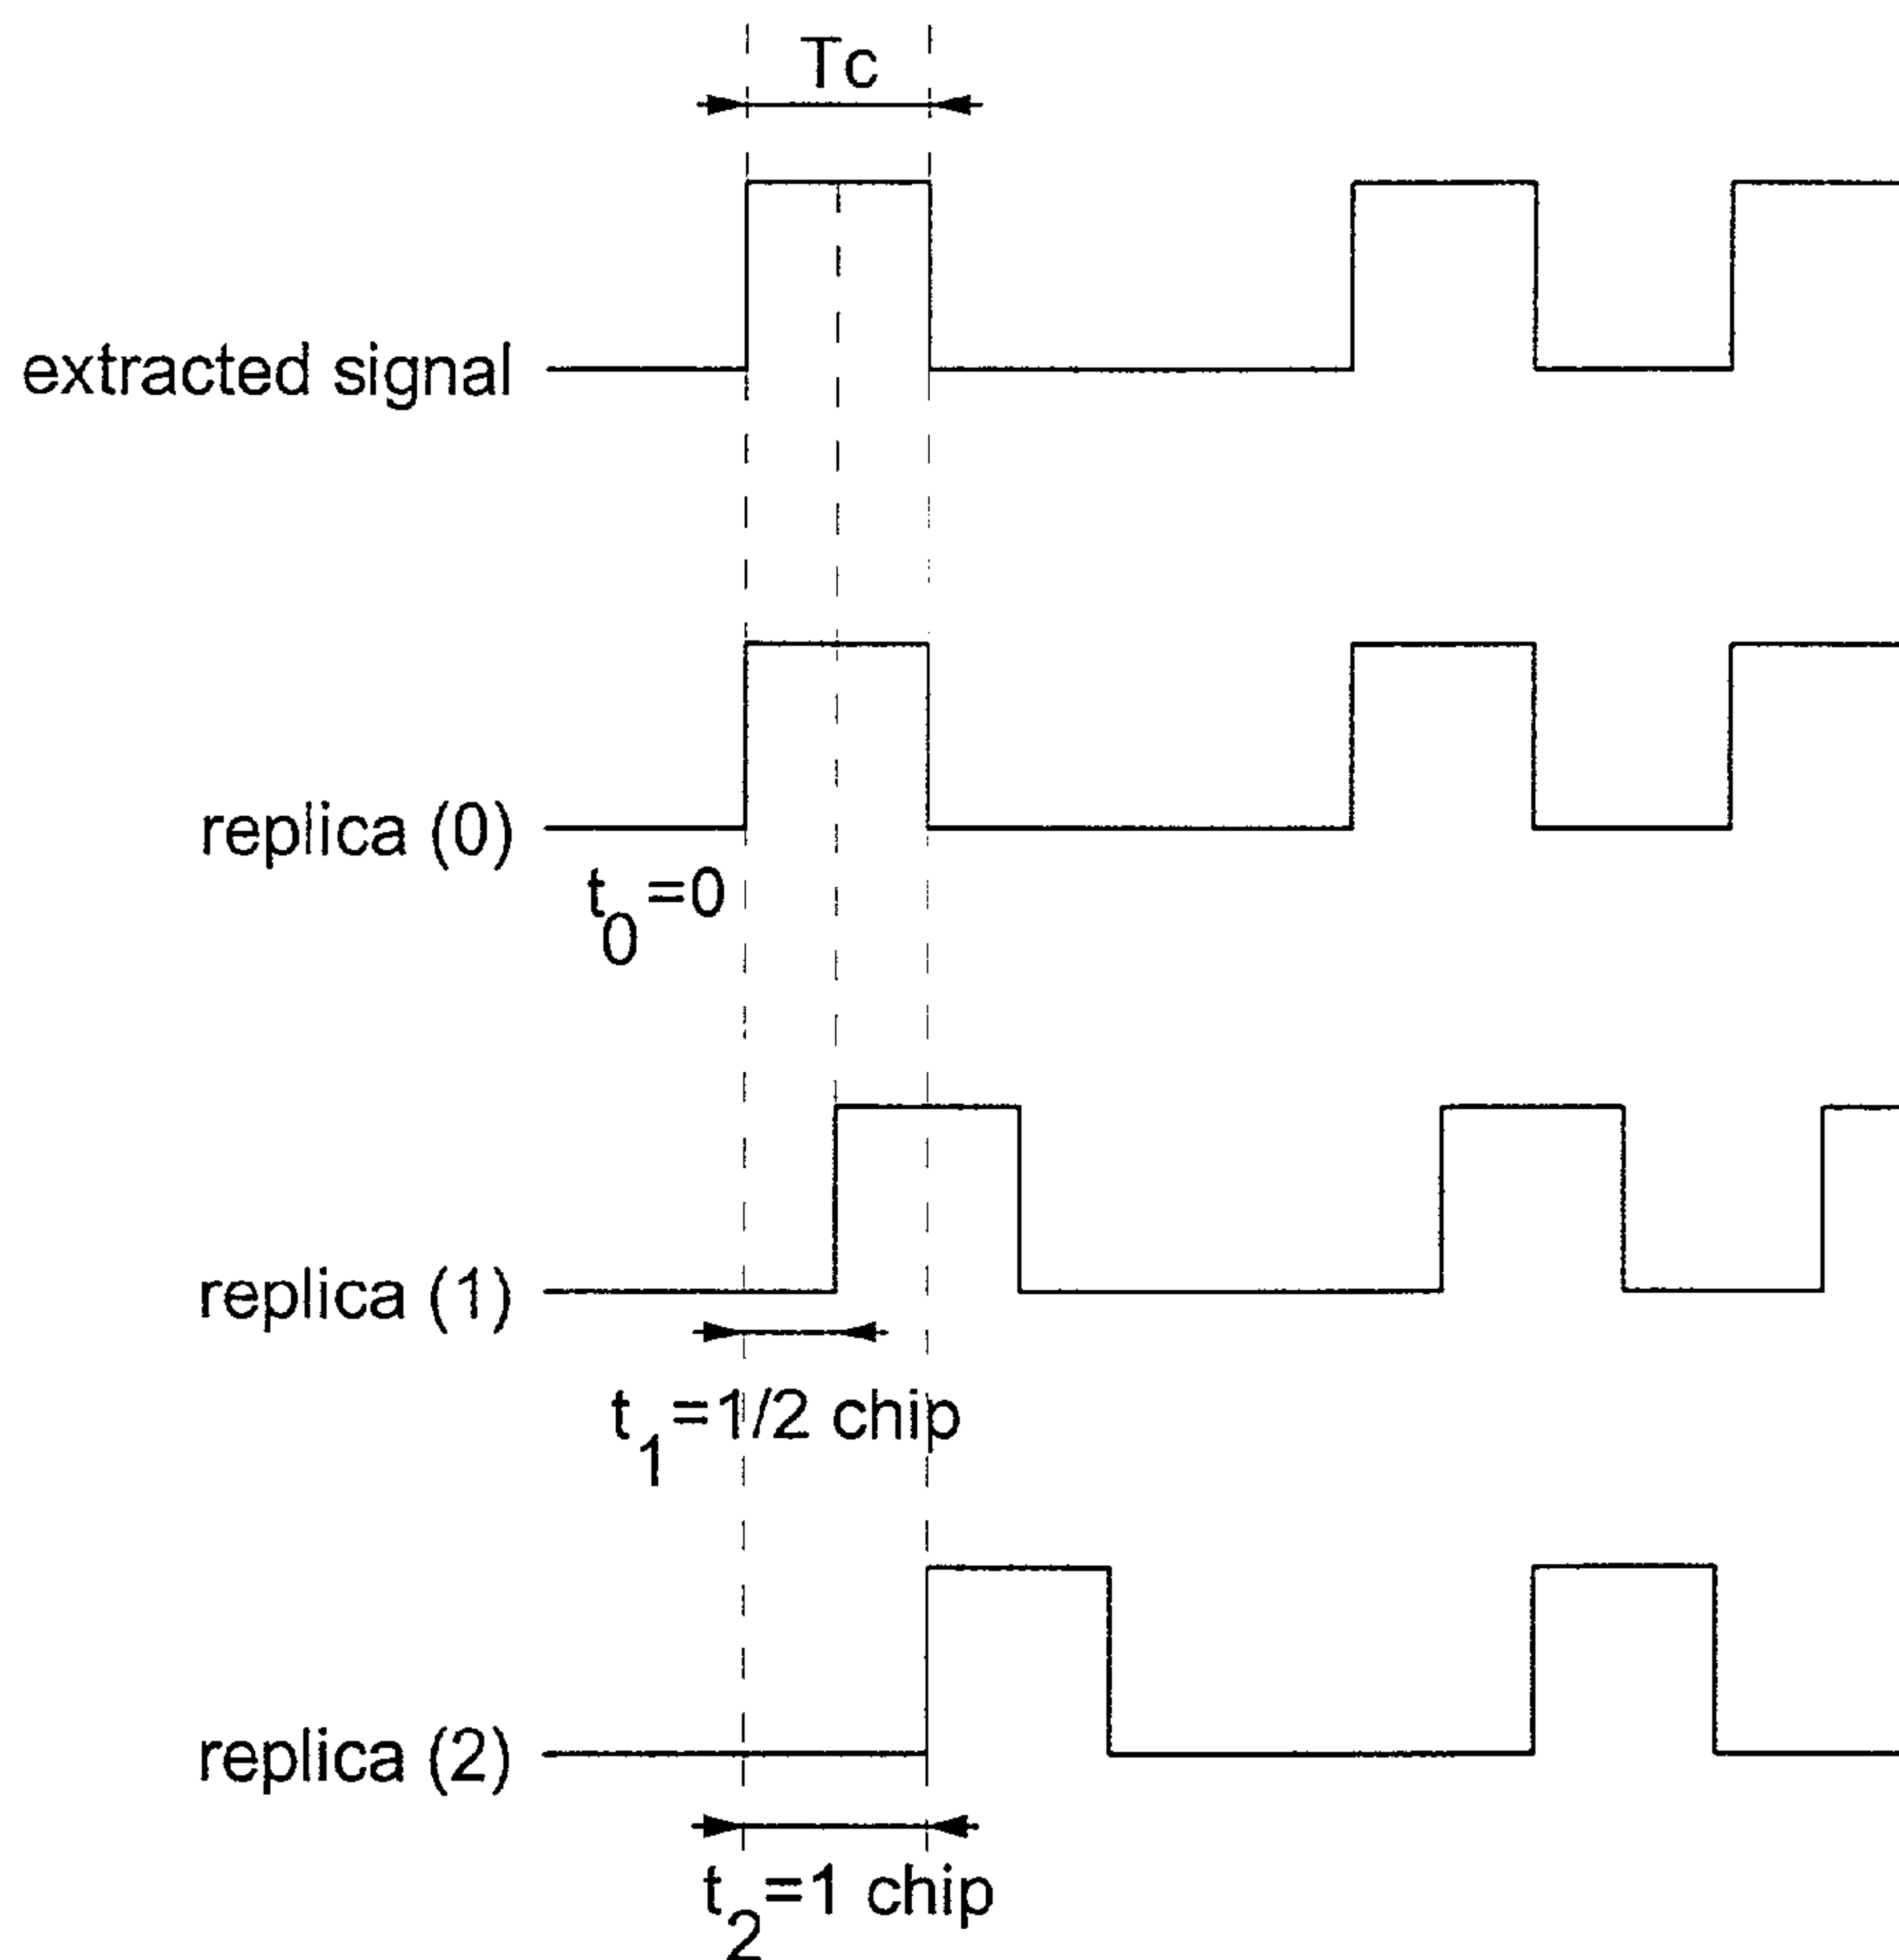 Tc
extracted signal
replica (0)
t0=0
replica (1)
t1=1/2 chip
replica (2)
t2=1 chip